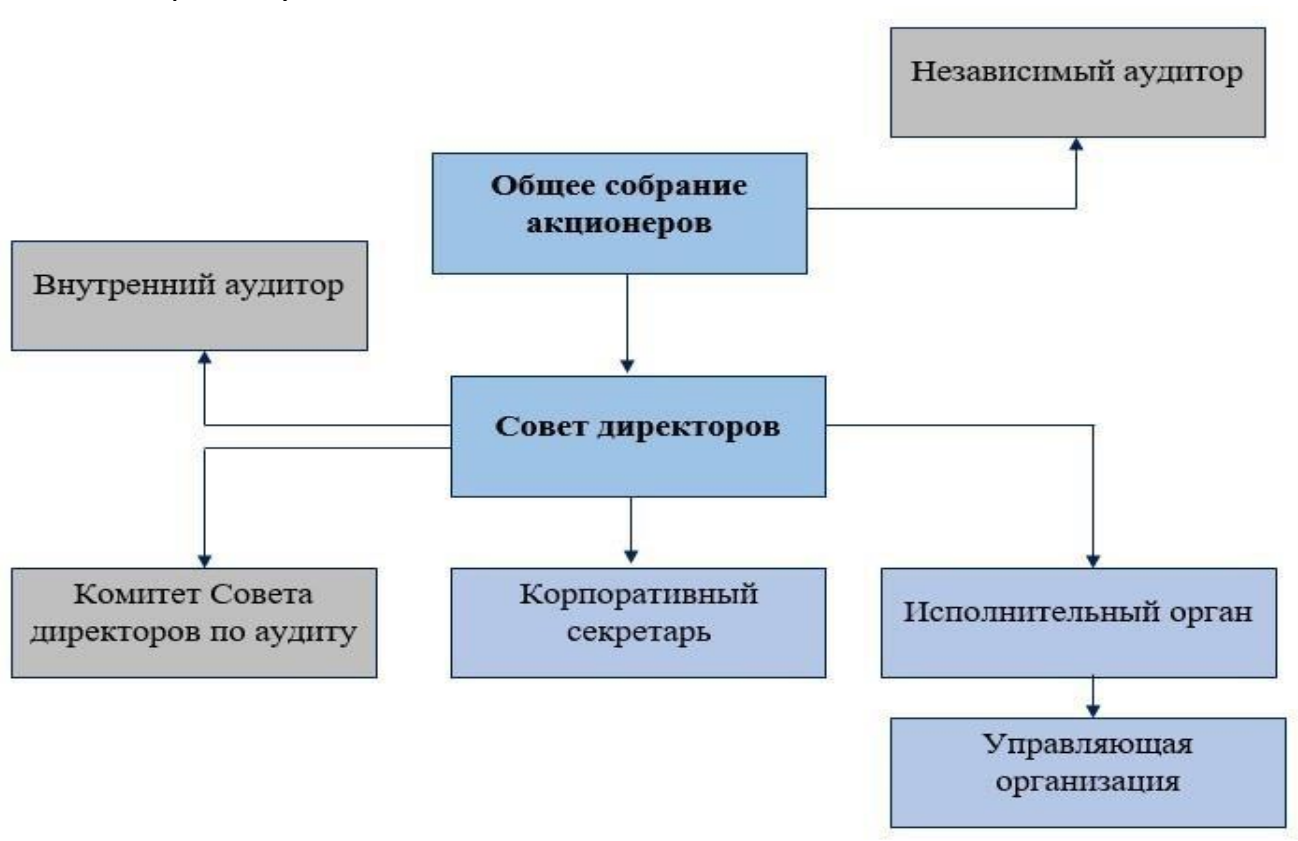 Независимый аудитор
Общее собрание
акционеров
Внутренний аудитор
Совет директоров
Комитет Совета
директоров по аудиту
Корпоративный
секретарь
Исполнительный орган
Управляющая
организация